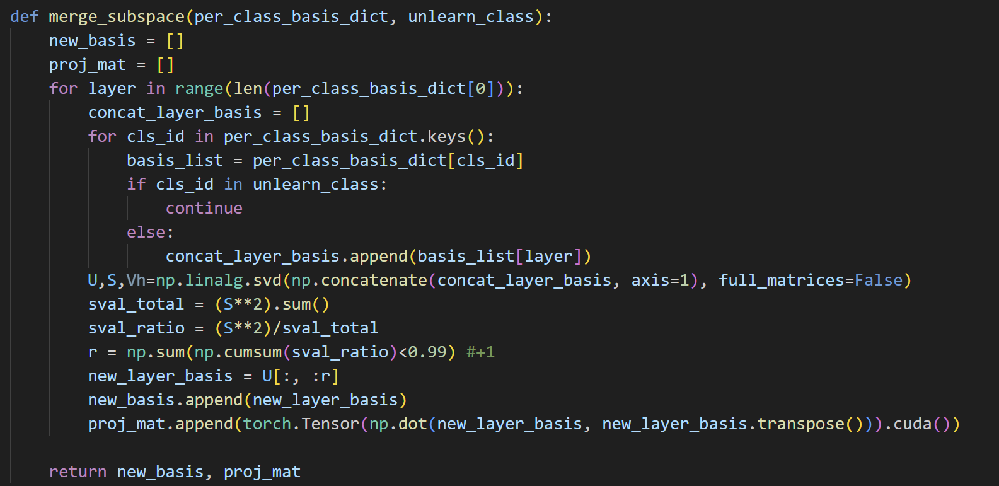 def merge_subspace(per_class_basis_dict, unlearn_class):
    new_basis = []
    proj_mat = []
    for layer in range(len(per_class_basis_dict[0])):
        concat_layer_basis = []
        for cls_id in per_class_basis_dict.keys():
            basis_list = per_class_basis_dict[cls_id]
            if cls_id in unlearn_class:
                continue
            else:
                concat_layer_basis.append(basis_list[layer])
        U,S,Vh=np.linalg.svd(np.concatenate(concat_layer_basis, axis=1), full_matrices=False)
        sval_total = (S**2).sum()
        sval_ratio = (S**2)/sval_total
        r = np.sum(np.cumsum(sval_ratio)<0.99) #+1
        new_layer_basis = U[:, :r]
        new_basis.append(new_layer_basis)
        proj_mat.append(torch.Tensor(np.dot(new_layer_basis, new_layer_basis.transpose())).cuda())
    return new_basis, proj_mat